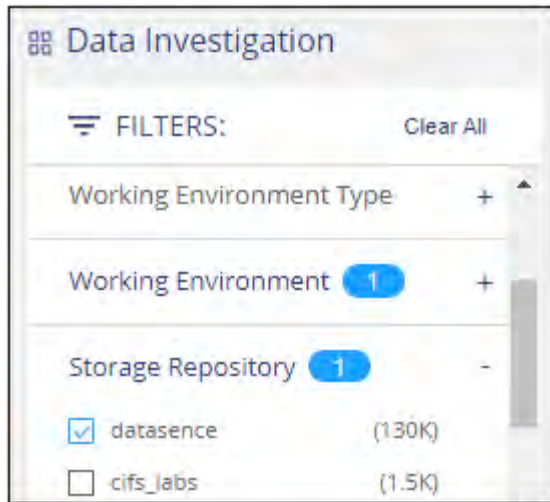 Data Investigation
FILTERS: Clear All
Working Environment Type +
Working Environment 1 +
Storage Repository 1 -
datasence (130K)
cifs_labs (1.5K)